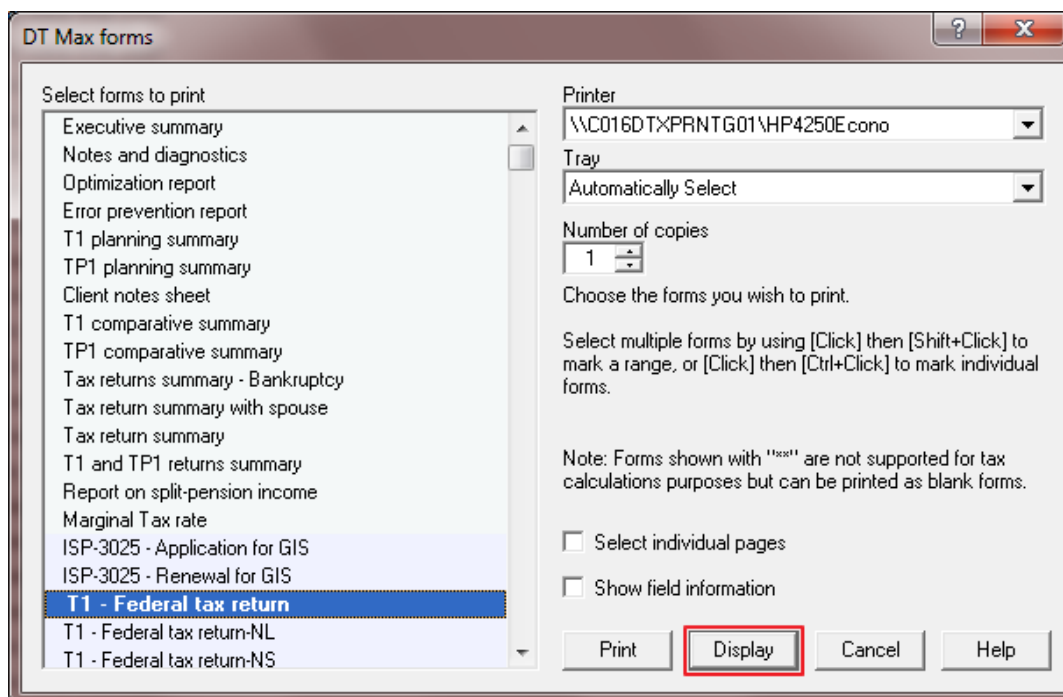 DT Max forms
Select forms to print
Executive summary
Notes and diagnostics
Optimization report
Error prevention report
T1 planning summary
TP1 planning summary
Client notes sheet
T1 comparative summary
TP1 comparative summary
Tax returns summary - Bankruptcy
Tax return summary with spouse
Tax return summary
T1 and TP1 returns summary
Report on split-pension income
Marginal Tax rate
ISP-3025 - Application for GIS
ISP-3025 - Renewal for GIS
T1 - Federal tax return
T1 - Federal tax return-NL
T1 - Federal tax return-NS
Printer
\\C016DTXPRNTG01\HP4250Econo
Tray
Automatically Select
Number of copies
1
Choose the forms you wish to print.
Select multiple forms by using [Click] then [Shift+Click] to
mark a range, or [Click] then [Ctrl+Click] to mark individual
forms.
Note: Forms shown with "**" are not supported for tax
calculations purposes but can be printed as blank forms.
Select individual pages
Show field information
Print
Display
Cancel
Help